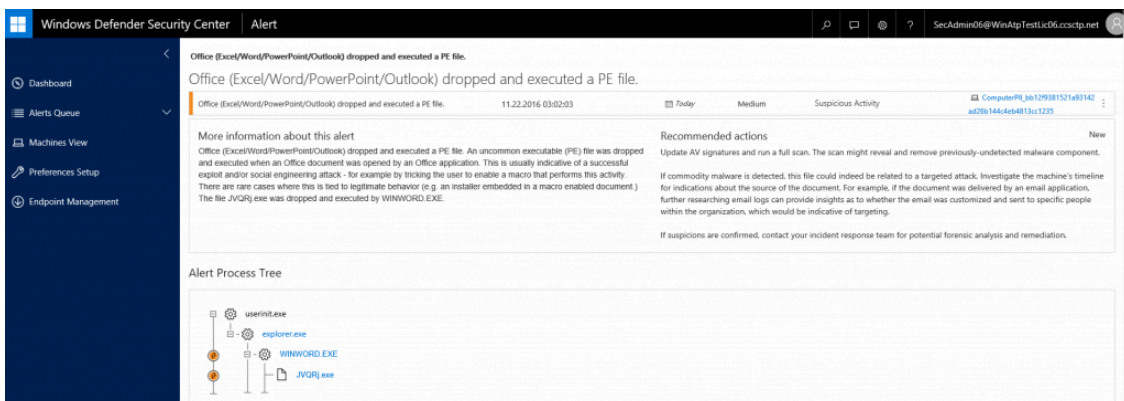 Windows Defender Security Center | Alert
? SecAdmin06@WinAtpTestLic06.ccsctp.net
Dashboard
Alerts Queue
Machines View
Preferences Setup
Endpoint Management
Office (Excel/Word/PowerPoint/Outlook) dropped and executed a PE file.
Office (Excel/Word/PowerPoint/Outlook) dropped and executed a PE file.
Office (Excel/Word/PowerPoint/Outlook) dropped and executed a PE file. 11.22.2016 03:02:03 Today Medium Suspicious Activity ComputerPII_bb12f9381521a93142
ad26b144c4eb4813cc1235
More information about this alert
Office (Excel/Word/PowerPoint/Outlook) dropped and executed a PE file. An uncommon executable (PE) file was dropped
and executed when an Office document was opened by an Office application. This is usually indicative of a successful
exploit and/or social engineering attack - for example by tricking the user to enable a macro that performs this activity.
There are rare cases where this is tied to legitimate behavior (e.g. an installer embedded in a macro enabled document.)
The file JVQRj.exe was dropped and executed by WINWORD.EXE.
Recommended actions New
Update AV signatures and run a full scan. The scan might reveal and remove previously-undetected malware component.
If commodity malware is detected, this file could indeed be related to a targeted attack. Investigate the machine's timeline
for indications about the source of the document. For example, if the document was delivered by an email application,
further researching email logs can provide insights as to whether the email was customized and sent to specific people
within the organization, which would be indicative of targeting.
If suspicions are confirmed, contact your incident response team for potential forensic analysis and remediation.
Alert Process Tree
userinit.exe
explorer.exe
WINWORD.EXE
JVQRj.exe